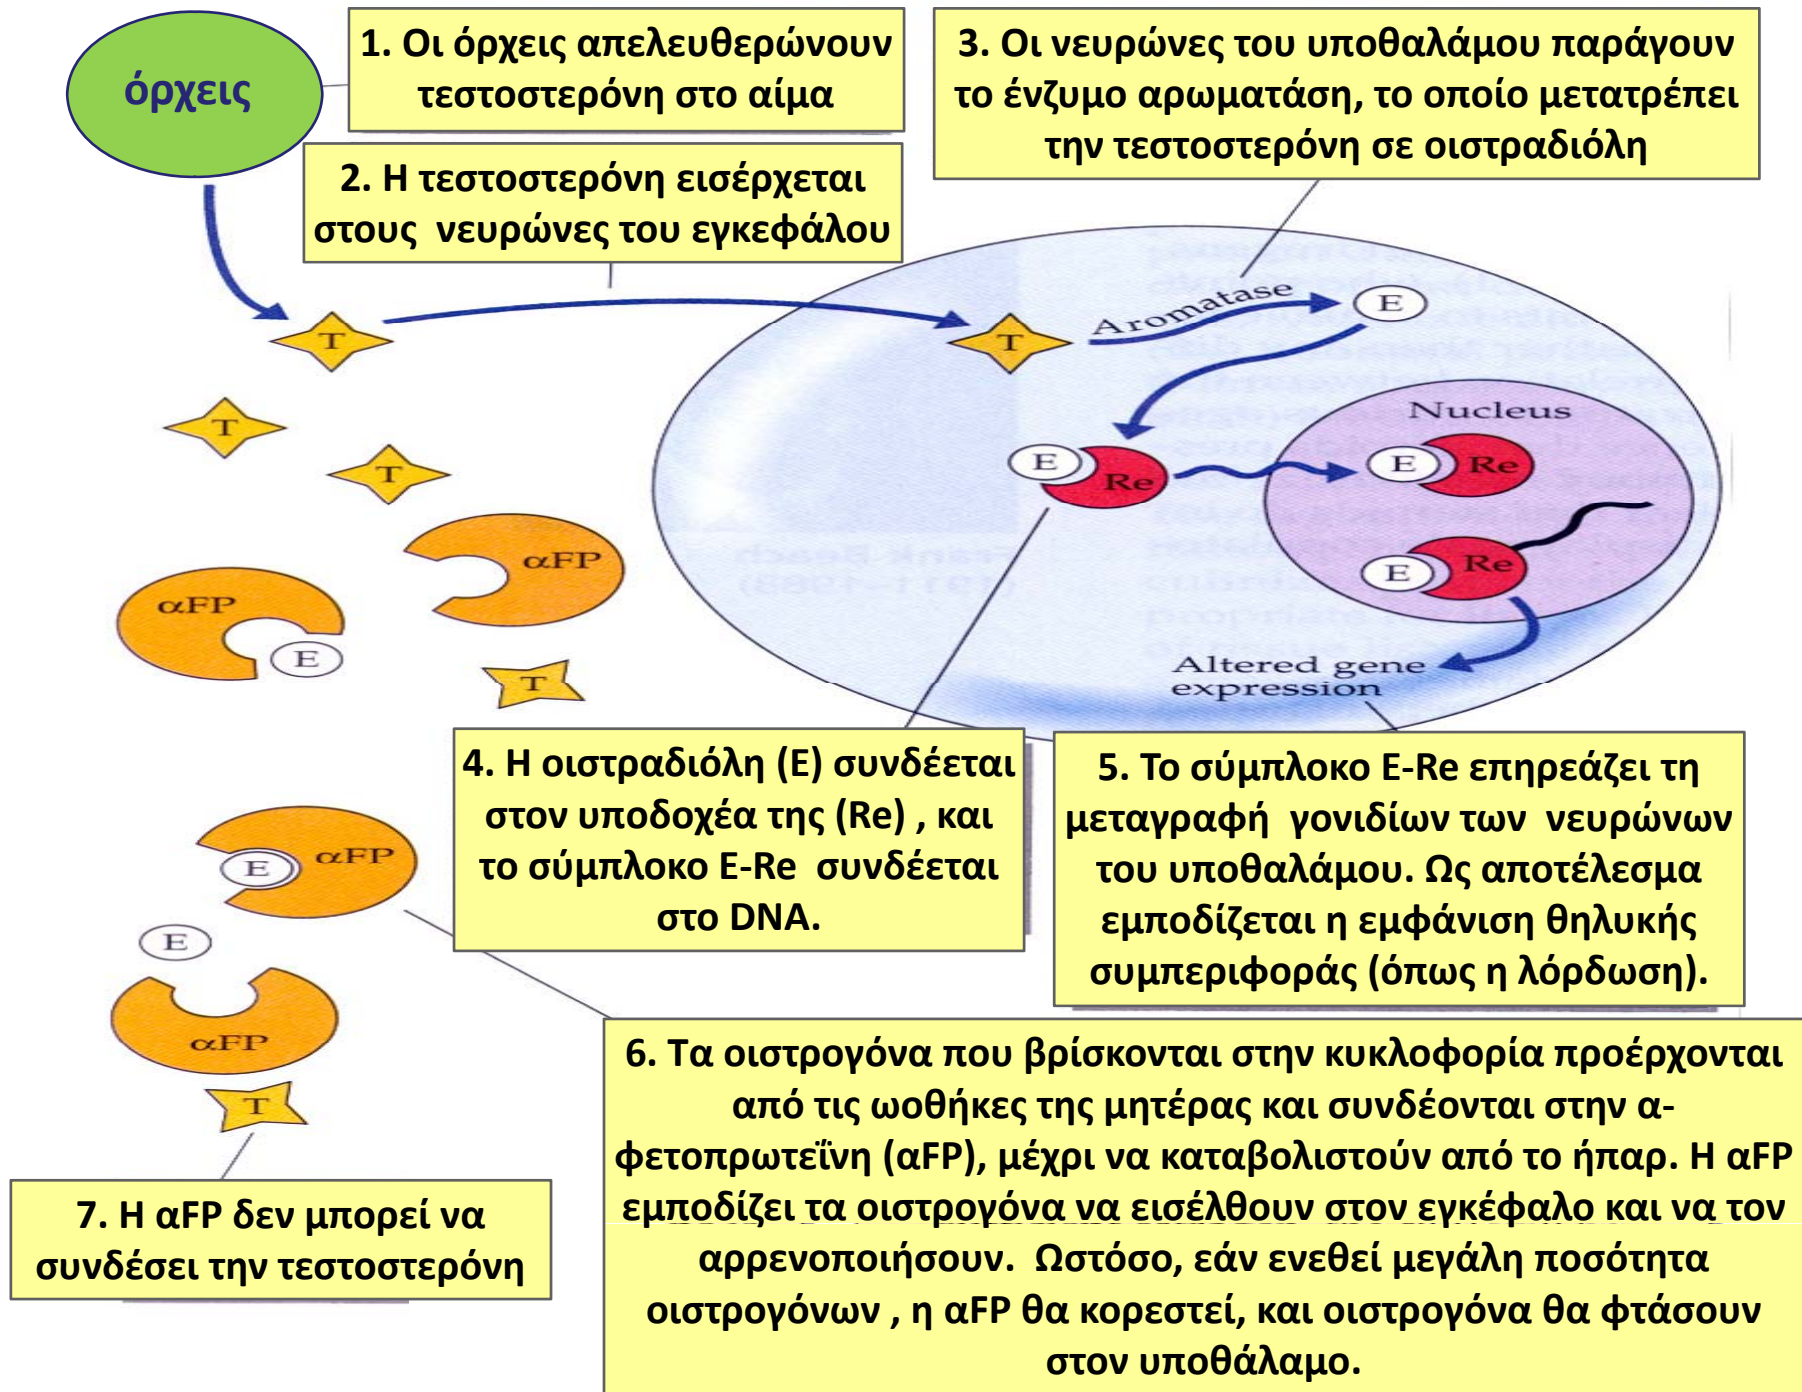 όρχεις
1. Οι όρχεις απελευθερώνουν
τεστοστερόνη στο αίμα
2. Η τεστοστερόνη εισέρχεται
στους νευρώνες του εγκεφάλου
3. Οι νευρώνες του υποθαλάμου παράγουν
το ένζυμο αρωματάση, το οποίο μετατρέπει
την τεστοστερόνη σε οιστραδιόλη
T
T
Aromatase
E
T
T
Nucleus
E
Re
E
Re
αFP
αFP
E
E
Re
T
Altered gene
expression
4. Η οιστραδιόλη (Ε) συνδέεται
στον υποδοχέα της (Re) , και
το σύμπλοκο E-Re συνδέεται
στο DNA.
5. Το σύμπλοκο E-Re επηρεάζει τη
μεταγραφή γονιδίων των νευρώνων
του υποθαλάμου. Ως αποτέλεσμα
εμποδίζεται η εμφάνιση θηλυκής
συμπεριφοράς (όπως η λόρδωση).
E
αFP
E
αFP
T
6. Τα οιστρογόνα που βρίσκονται στην κυκλοφορία προέρχονται
από τις ωοθήκες της μητέρας και συνδέονται στην α-
φετοπρωτεΐνη (αFP), μέχρι να καταβολιστούν από το ήπαρ. Η αFP
εμποδίζει τα οιστρογόνα να εισέλθουν στον εγκέφαλο και να τον
αρρενοποιήσουν. Ωστόσο, εάν ενεθεί μεγάλη ποσότητα
οιστρογόνων , η αFP θα κορεστεί, και οιστρογόνα θα φτάσουν
στον υποθάλαμο.
7. Η αFP δεν μπορεί να
συνδέσει την τεστοστερόνη